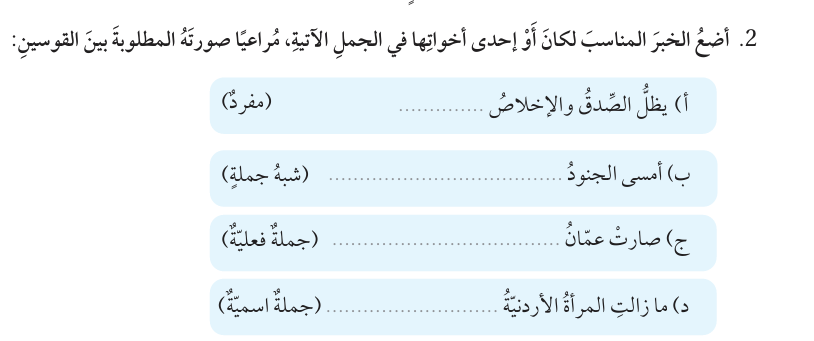 2. أضعُ الخبرَ المناسبَ لكانَ أَوْ إحدى أخواتِها في الجملِ الآتيةِ، مُراعيًا صورتَهُ المطلوبةَ بينَ القوسينِ:
أ) يظلُّ الصِّدقُ والإخلاصُ .............. (مفردٌ)
ب) أمسى الجنودُ ...................................... (شبهُ جملةٍ)
ج) صارتْ عمّانُ ..................................... (جملةٌ فعليّةٌ)
د) ما زالتِ المرأةُ الأردنيّةُ ............................ (جملةٌ اسميّةٌ)